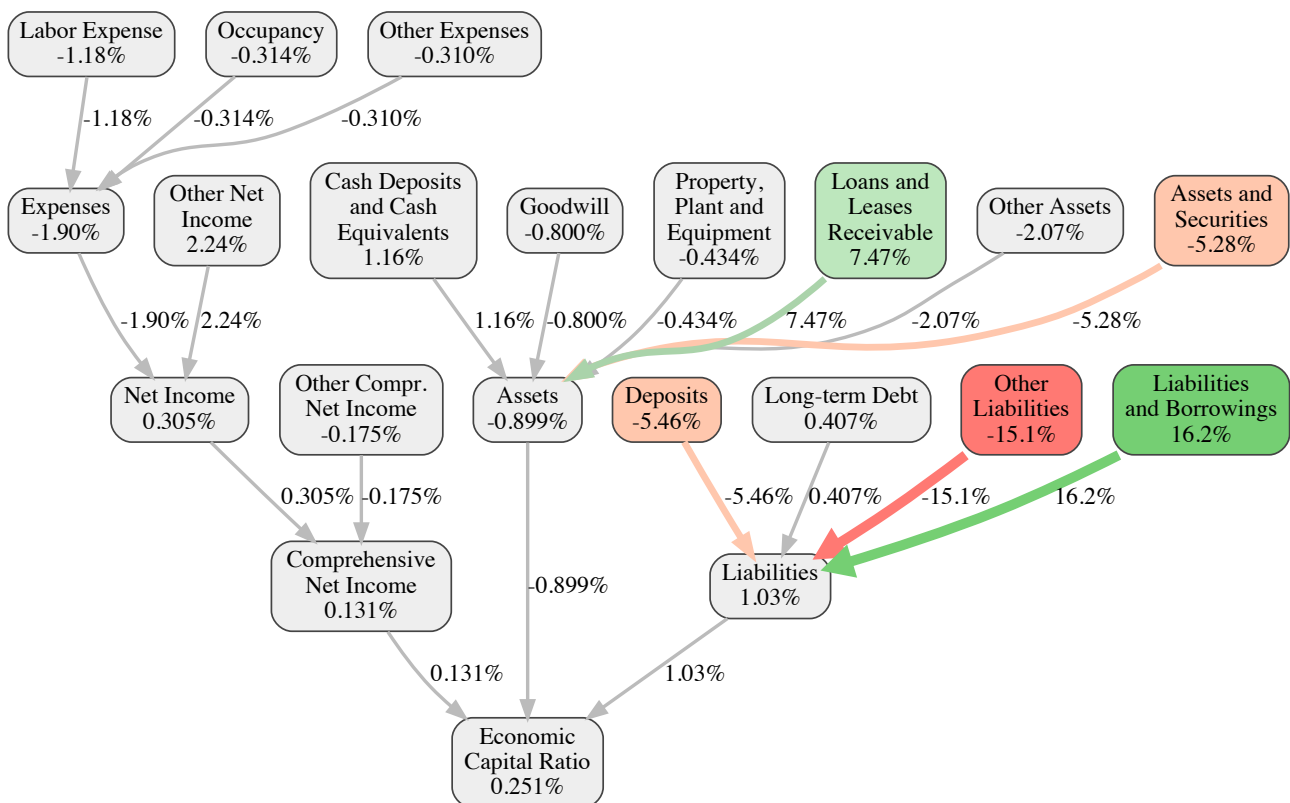 Labor Expense
-1.18%
Occupancy
-0.314%
Other Expenses
-0.310%
-1.18%
-0.314%
-0.310%
Expenses
-1.90%
Other Net
Income
2.24%
Cash Deposits
and Cash
Equivalents
1.16%
Goodwill
-0.800%
Property,
Plant and
Equipment
-0.434%
Loans and
Leases
Receivable
7.47%
Other Assets
-2.07%
Assets and
Securities
-5.28%
-1.90%
2.24%
1.16%
-0.800%
-0.434%
7.47%
-2.07%
-5.28%
Net Income
0.305%
Other Compr.
Net Income
-0.175%
Assets
-0.899%
Deposits
-5.46%
Long-term Debt
0.407%
Other
Liabilities
-15.1%
Liabilities
and Borrowings
16.2%
0.305%
-0.175%
-5.46%
0.407%
-15.1%
16.2%
Comprehensive
Net Income
0.131%
-0.899%
Liabilities
1.03%
0.131%
1.03%
Economic
Capital Ratio
0.251%